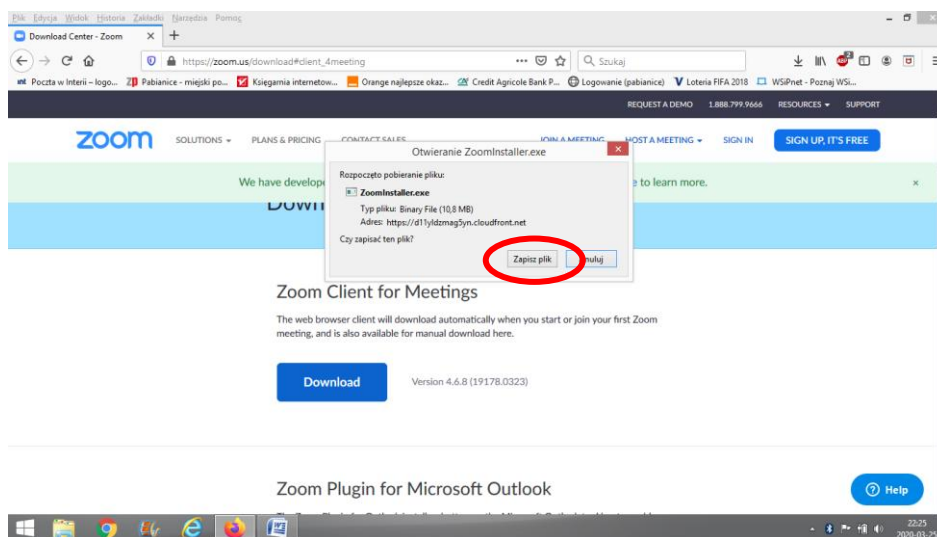 Plik Edycja Widok Historia Zakładki Narzędzia Pomoc
Download Center - Zoom
https://zoom.us/download#client_4meeting
Szukaj
Poczta w Interii – logo... Pabianice - miejski po... Księgarnia internetow... Orange najlepsze okaz... Credit Agricole Bank P... Logowanie (pabianice) Loteria FIFA 2018 WSiPnet - Poznaj WSi...
REQUEST A DEMO 1.888.799.9666 RESOURCES SUPPORT
zoom SOLUTIONS PLANS & PRICING CONTACT SALES JOIN A MEETING HOST A MEETING SIGN IN SIGN UP, IT'S FREE
Otwieranie ZoomInstaller.exe
We have develope
e to learn more.
Rozpoczęto pobieranie pliku:
ZoomInstaller.exe
Typ pliku: Binary File (10,8 MB)
Adres: https://d11yldzmag5yn.cloudfront.net
Czy zapisać ten plik?
Zapisz plik nuluj
Zoom Client for Meetings
The web browser client will download automatically when you start or join your first Zoom
meeting, and is also available for manual download here.
Download Version 4.6.8 (19178.0323)
Zoom Plugin for Microsoft Outlook
Help
22:25
2020-03-25